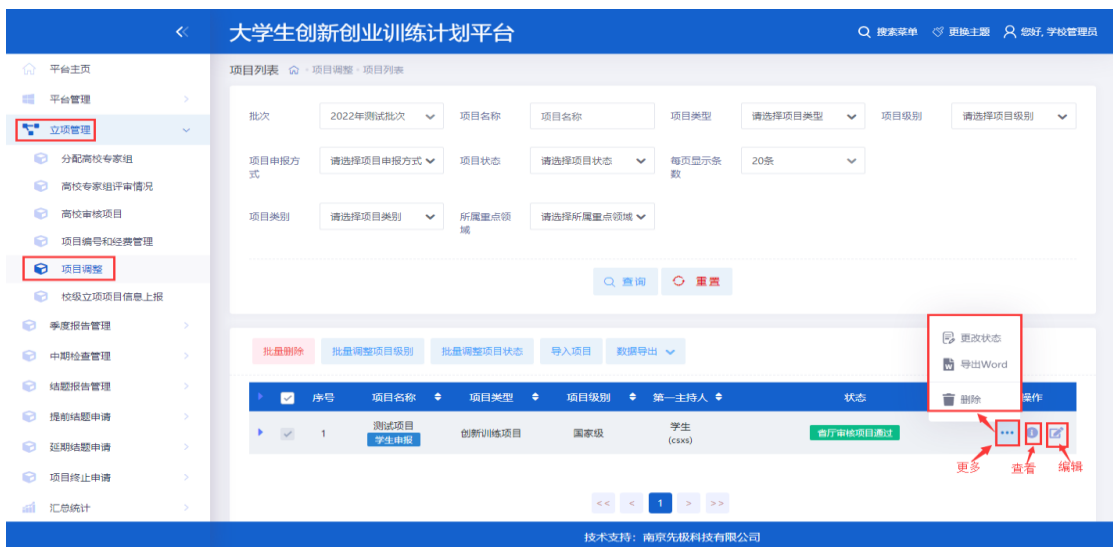 大学生创新创业训练计划平台
搜索菜单 更换主题 您好, 学校管理员
平台主页
平台管理
立项管理
分配高校专家组
高校专家组评审情况
高校审核项目
项目编号和经费管理
项目调整
校级立项项目信息上报
季度报告管理
中期检查管理
结题报告管理
提前结题申请
延期结题申请
项目终止申请
汇总统计
项目列表 - 项目调整 - 项目列表
批次 2022年测试批次 项目名称 项目名称 项目类型 请选择项目类型 项目级别 请选择项目级别
项目申报方式 请选择项目申报方式 项目状态 请选择项目状态 每页显示条数 20条
项目类别 请选择项目类别 所属重点领域 请选择所属重点领域
查询 重置
批量删除 批量调整项目级别 批量调整项目状态 导入项目 数据导出
更改状态
导出Word
删除
序号 项目名称 项目类型 项目级别 第一主持人 状态 操作
1 测试项目 学生申报 创新训练项目 国家级 学生 (csxs) 省厅审核项目通过
更多 查看 编辑
<< < 1 > >>
技术支持：南京先极科技有限公司